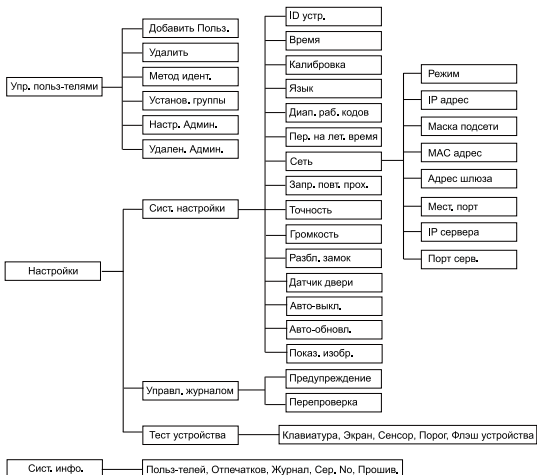 Упр. польз-телями
Добавить Польз.
Удалить
Метод идент.
Установ. группы
Настр. Админ.
Удален. Админ.
Настройки
Сист. настройки
ID устр.
Время
Калибровка
Язык
Диап. раб. кодов
Пер. на лет. время
Сеть
Запр. повт. прох.
Точность
Громкость
Разбл. замок
Датчик двери
Авто-выкл.
Авто-обновл.
Показ. изобр.
Режим
IP адрес
Маска подсети
MAC адрес
Адрес шлюза
Мест. порт
IP сервера
Порт серв.
Управл. журналом
Предупреждение
Перепроверка
Тест устройства
Клавиатура, Экран, Сенсор, Порог, Флэш устройства
Сист. инфо.
Польз-телей, Отпечатков, Журнал, Сер. No, Прошив.